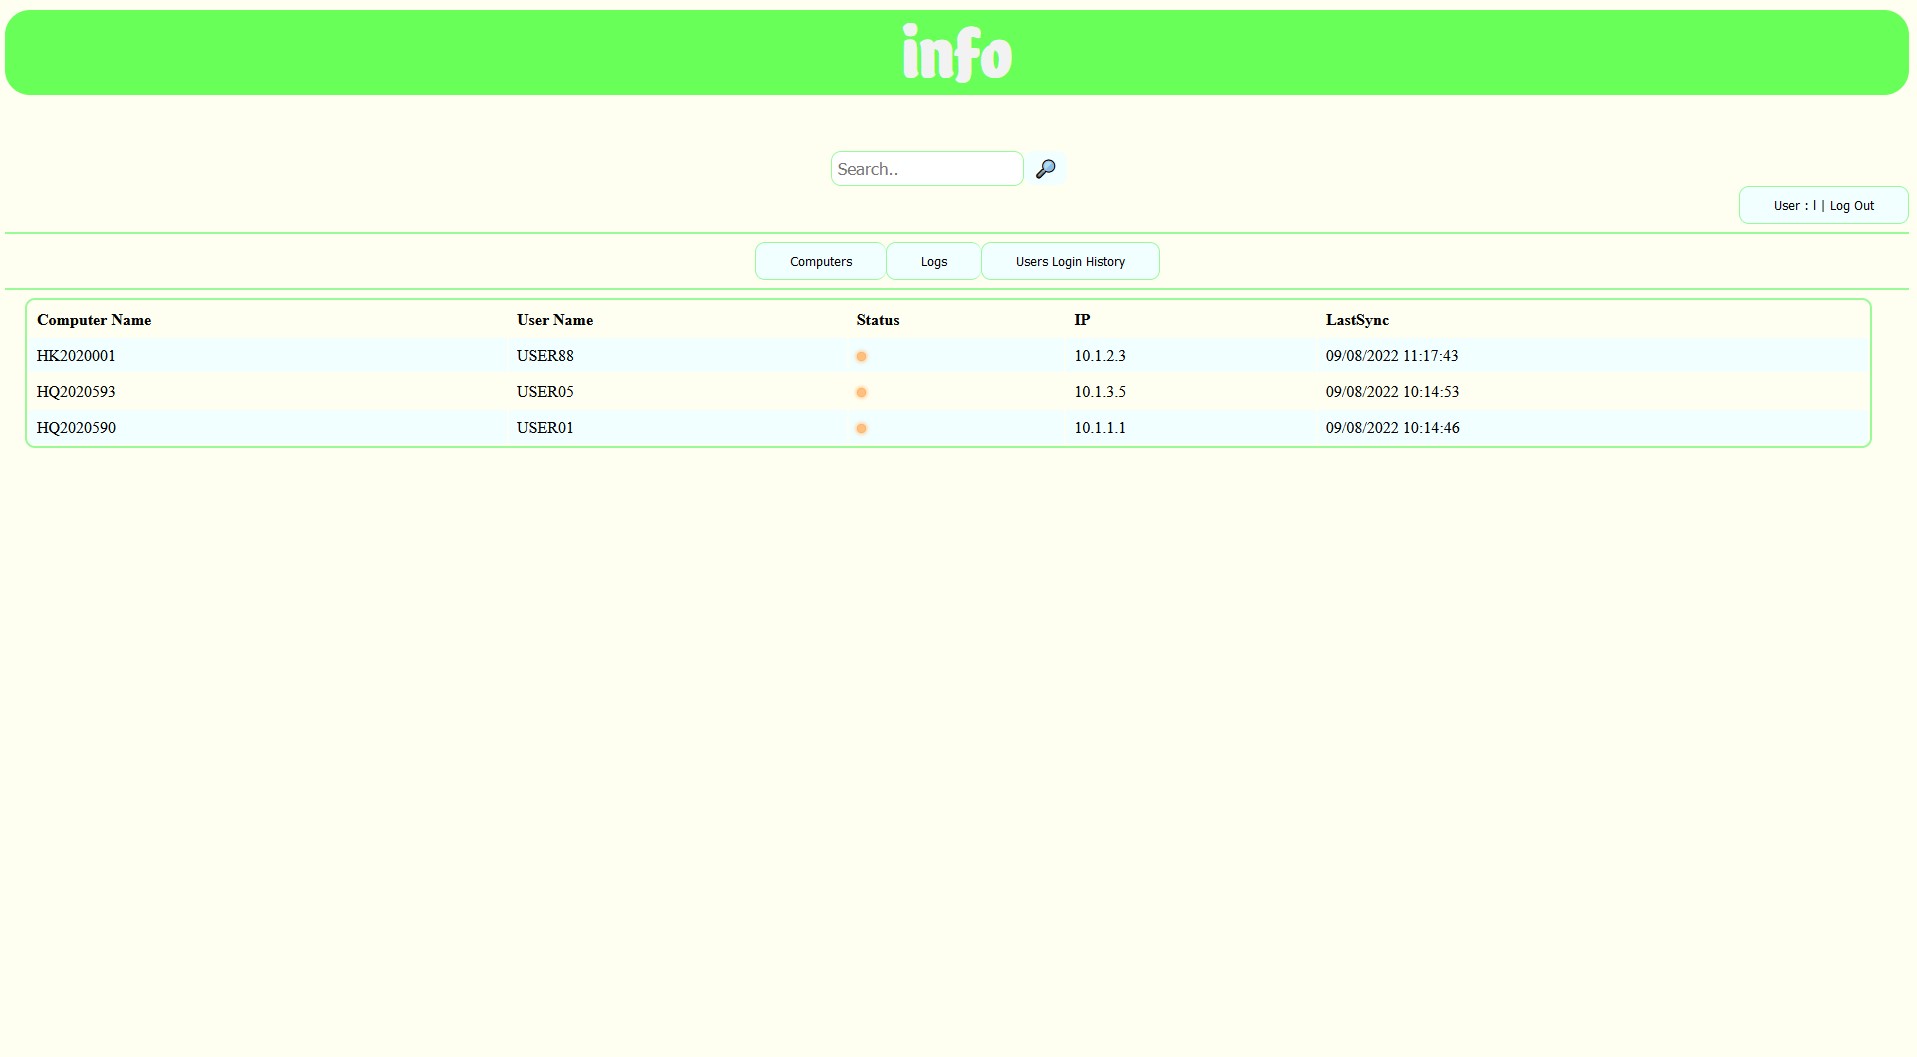 info
Search..
User : l | Log Out
Computers Logs Users Login History
Computer Name User Name Status IP LastSync
HK2020001 USER88 10.1.2.3 09/08/2022 11:17:43
HQ2020593 USER05 10.1.3.5 09/08/2022 10:14:53
HQ2020590 USER01 10.1.1.1 09/08/2022 10:14:46